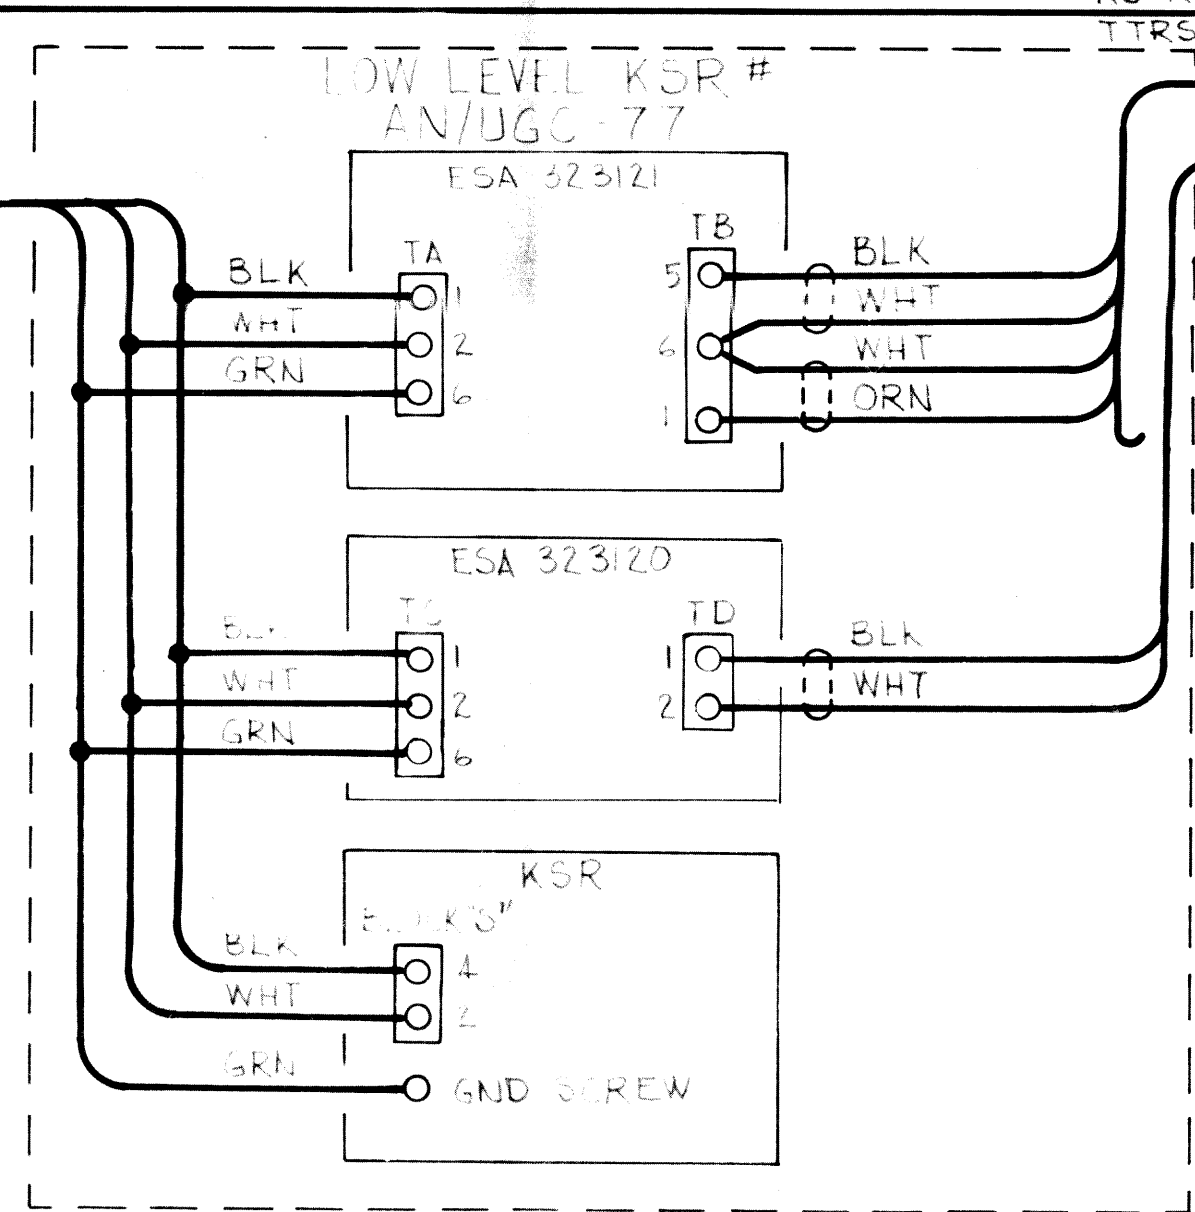 TTRS
LOW LEVEL KSR #
AN/UGC-77
ESA 323121
TA
TB
BLK 1
WHT 2
GRN 6
5 BLK
WHT
6 WHT
1 ORN
ESA 323120
TD
1
WHT 2
GRN 6
1 BLK
2 WHT
KSR
BLK 4
WHT 2
GRN GND SCREW